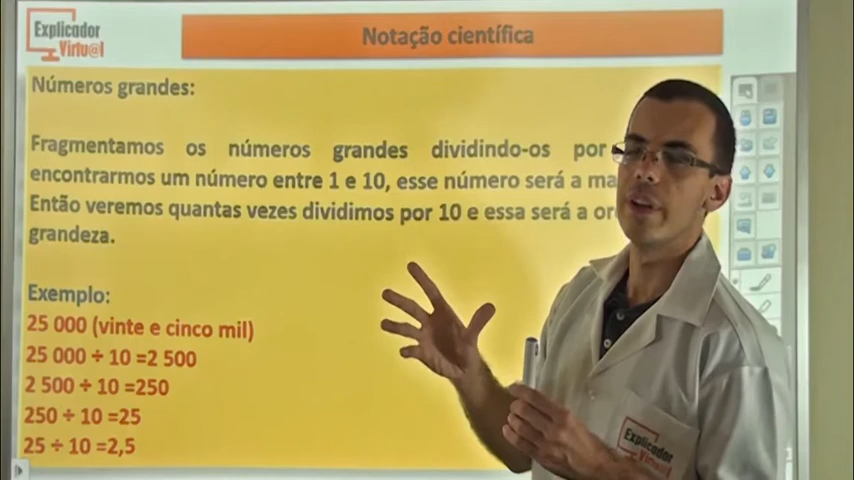 Explicador
Virtu@l
Notação científica
Números grandes:
Fragmentamos os números grandes dividindo-os por
encontrarmos um número entre 1 e 10, esse número será a
Então veremos quantas vezes dividimos por 10 e essa será a
grandeza.
Exemplo:
25 000 (vinte e cinco mil)
25 000 ÷ 10 =2 500
2 500 ÷ 10 =250
250 ÷ 10 =25
25 ÷ 10 =2,5
Explicador
Virtu@l